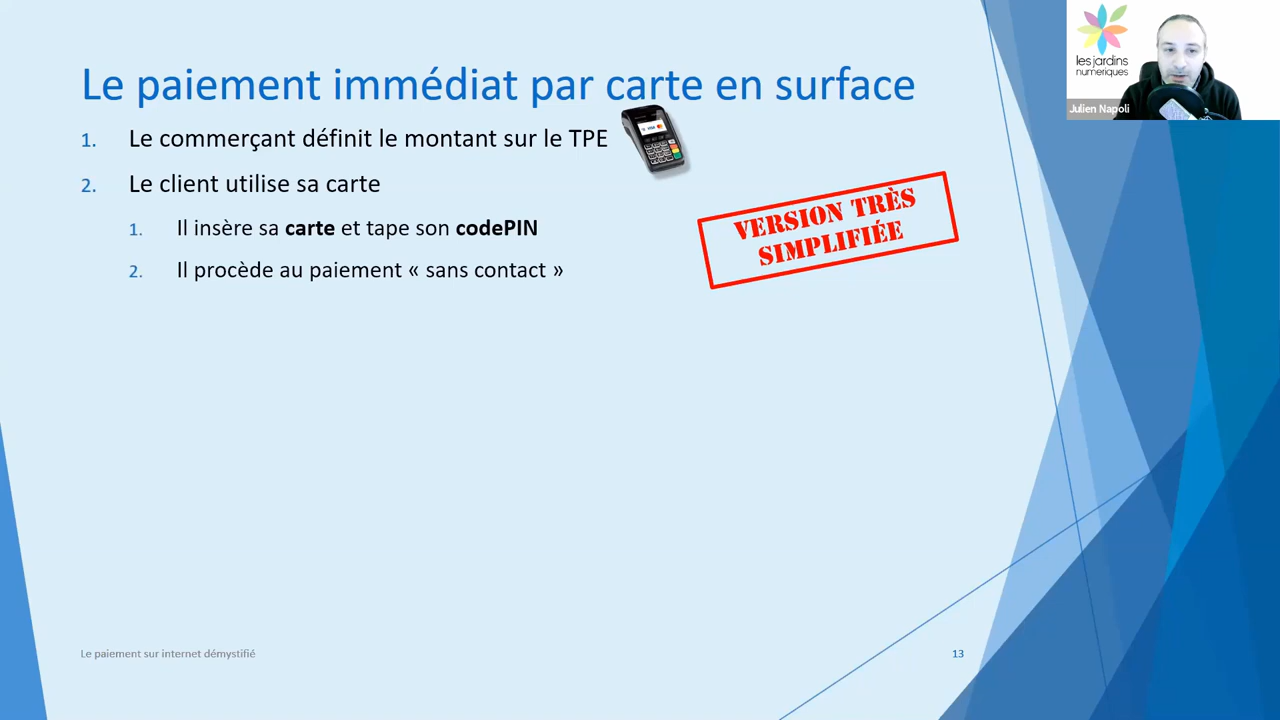 Le paiement immédiat par carte en surface
1. Le commerçant définit le montant sur le TPE
2. Le client utilise sa carte
1. Il insère sa carte et tape son codePIN
2. Il procède au paiement « sans contact »
VERSION TRÈS
SIMPLIFIÉE
les jardins
numeriques
Julien Napoli
Le paiement sur internet démystifié
13